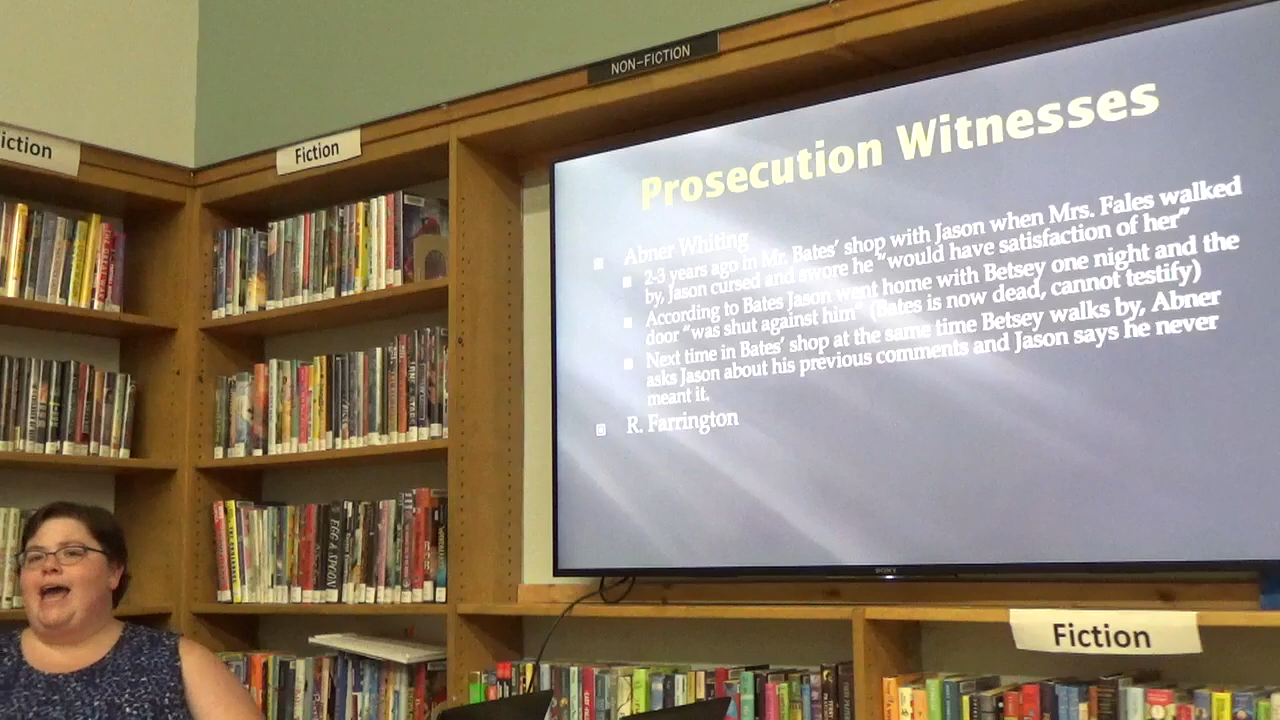 NON-FICTION
iction
Fiction
Prosecution Witnesses
Abner Whiting
2-3 years ago in Mr. Bates' shop with Jason when Mrs. Fales walked
by, Jason cursed and swore he "would have satisfaction of her"
According to Bates Jason went home with Betsey one night and the
door "was shut against him" (Bates is now dead, cannot testify)
Next time in Bates' shop at the same time Betsey walks by, Abner
asks Jason about his previous comments and Jason says he never
meant it.
R. Farrington
SONY
EGG & SPOON
Fiction